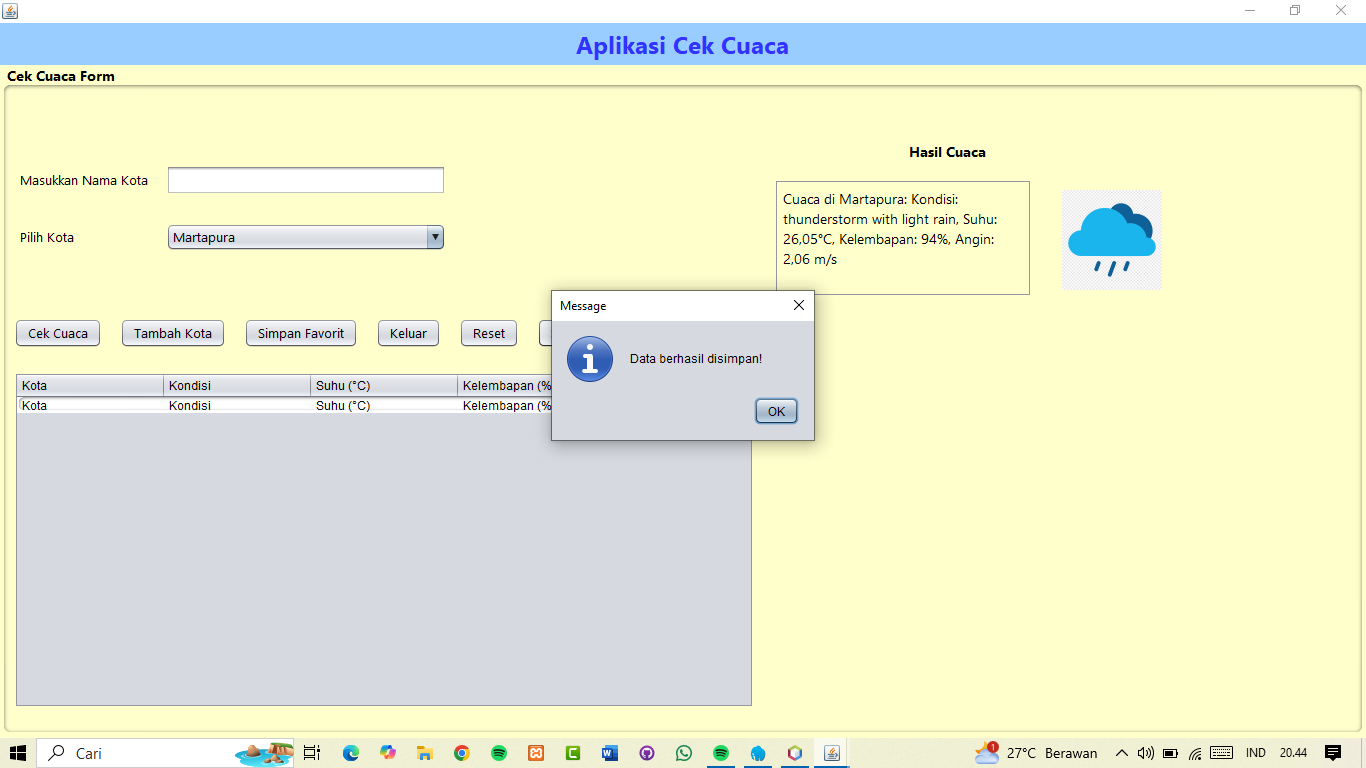 Aplikasi Cek Cuaca
Cek Cuaca Form
Hasil Cuaca
Masukkan Nama Kota
Cuaca di Martapura: Kondisi:
thunderstorm with light rain, Suhu:
26,05°C, Kelembapan: 94%, Angin:
2,06 m/s
Pilih Kota
Martapura
Cek Cuaca
Tambah Kota
Simpan Favorit
Keluar
Reset
Message
Data berhasil disimpan!
OK
Kota Kondisi Suhu (°C) Kelembapan (%
Kota Kondisi Suhu (°C) Kelembapan (%
Cari
1
27°C Berawan
IND
20.44